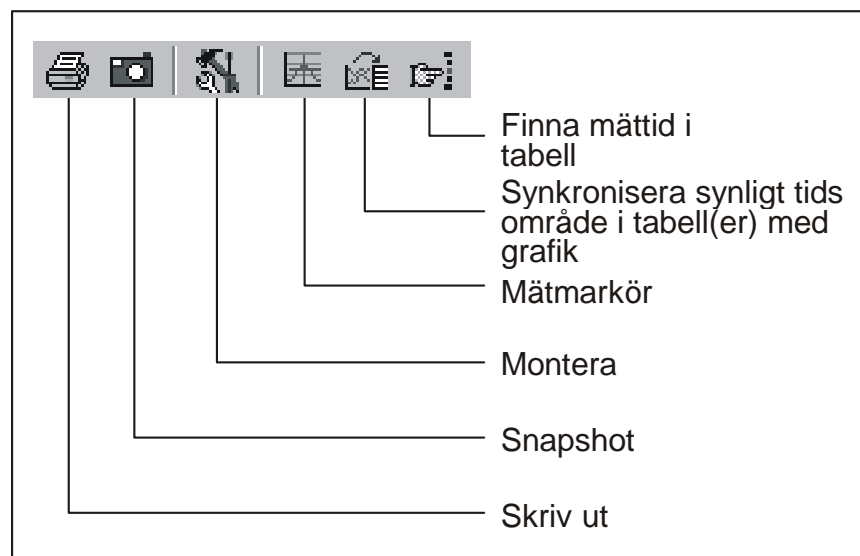 Finna mättid i
tabell
Synkronisera synligt tids
område i tabell(er) med
grafik
Mätmarkör
Montera
Snapshot
Skriv ut